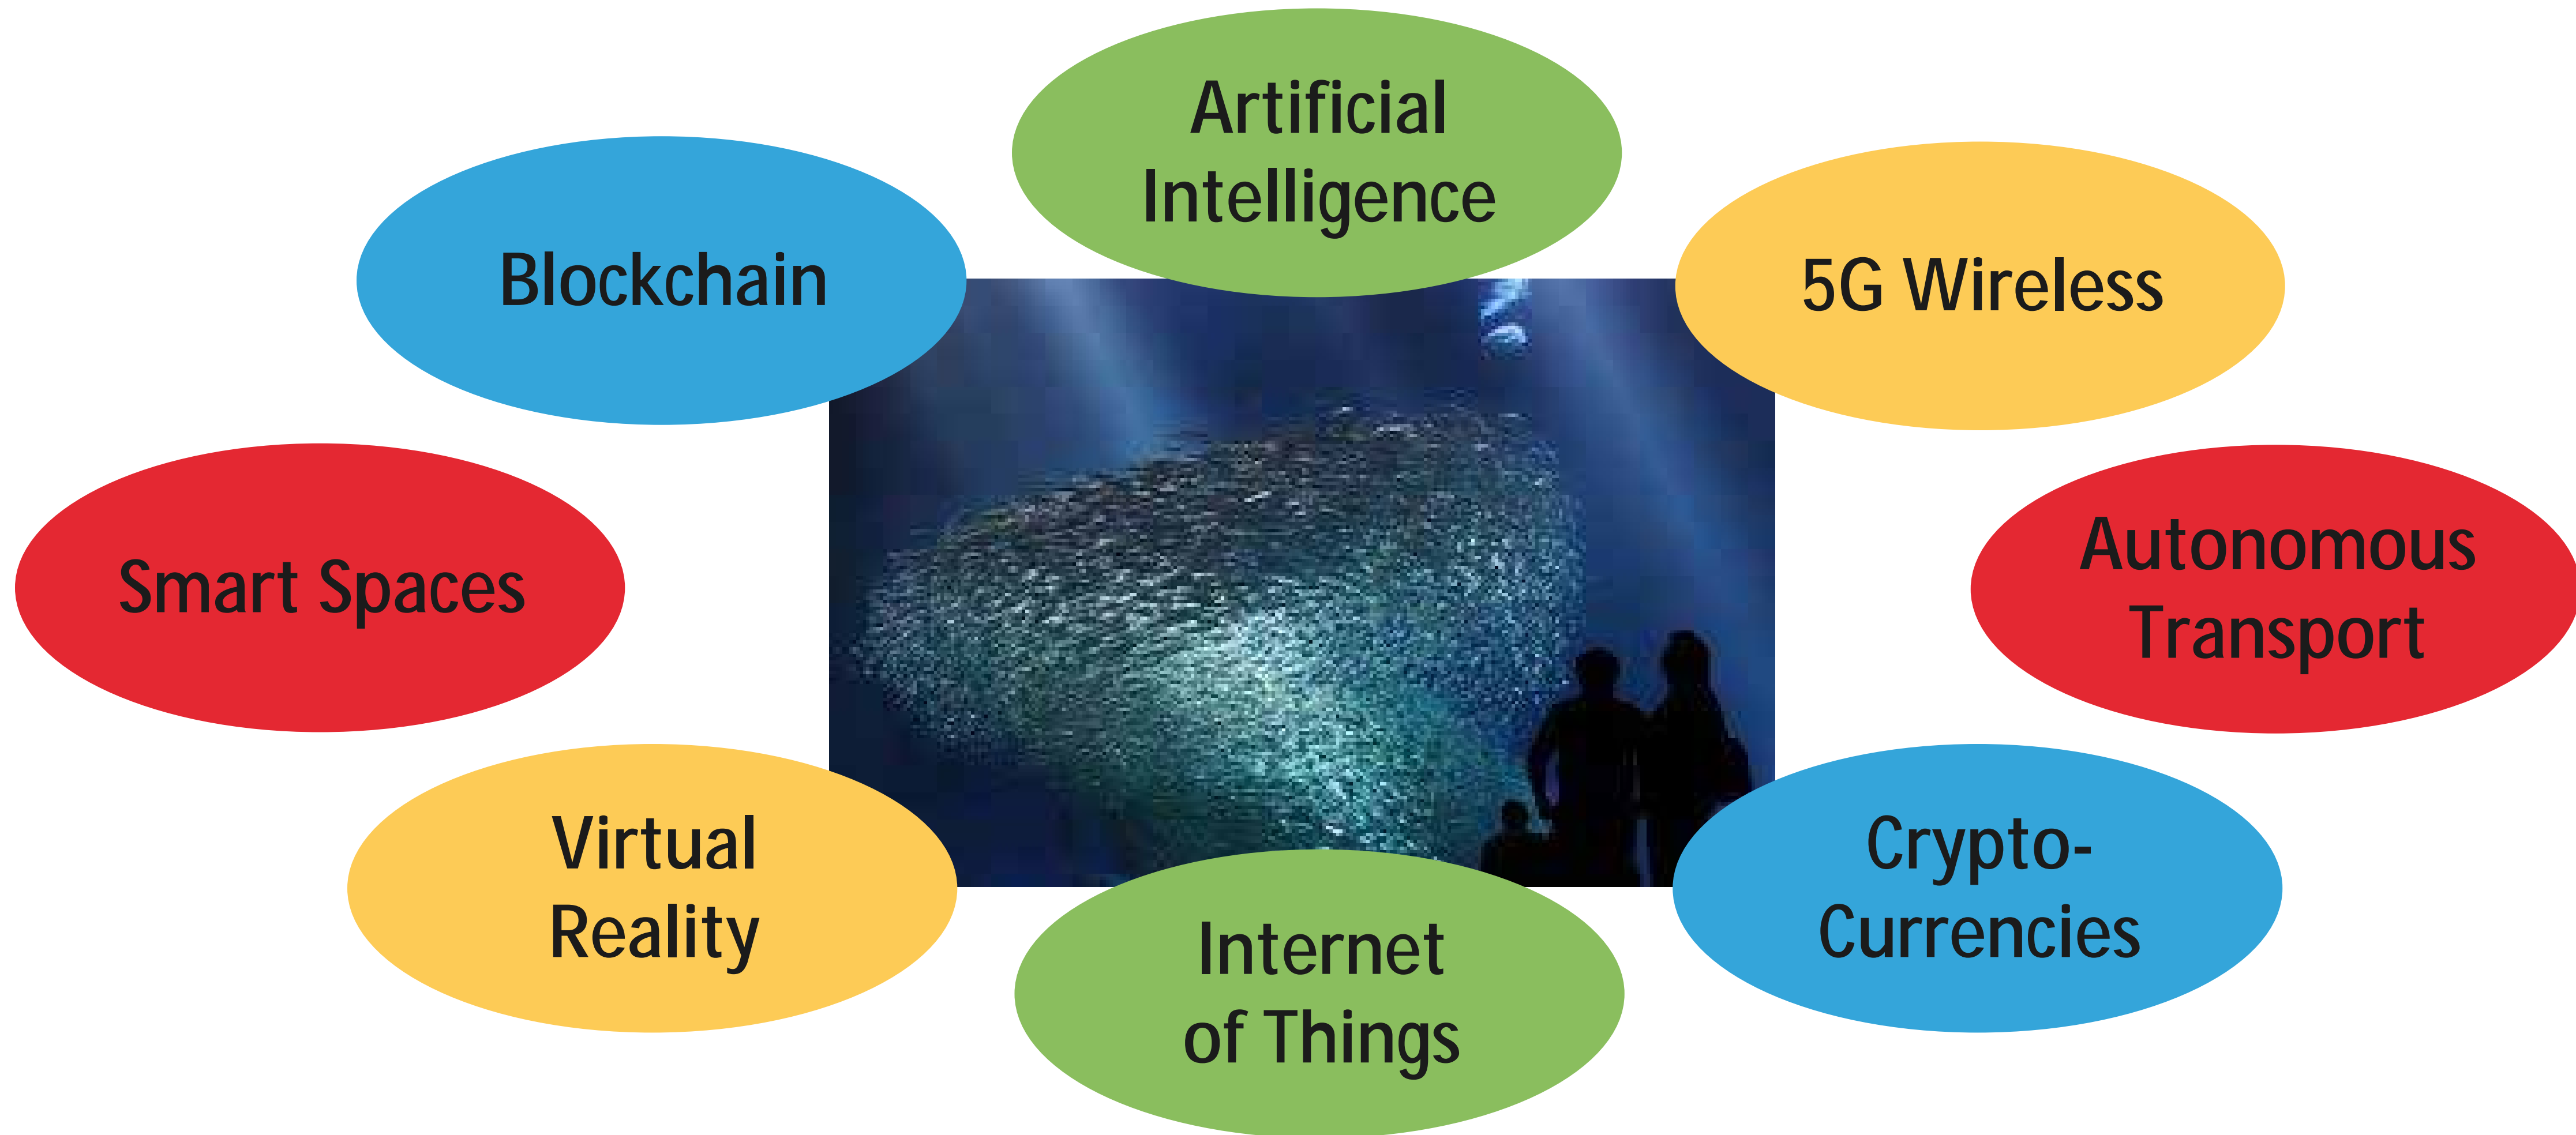 Artificial
Intelligence
Blockchain
5G Wireless
Smart Spaces
Autonomous
Transport
Virtual
Reality
Crypto-
Currencies
Internet
of Things